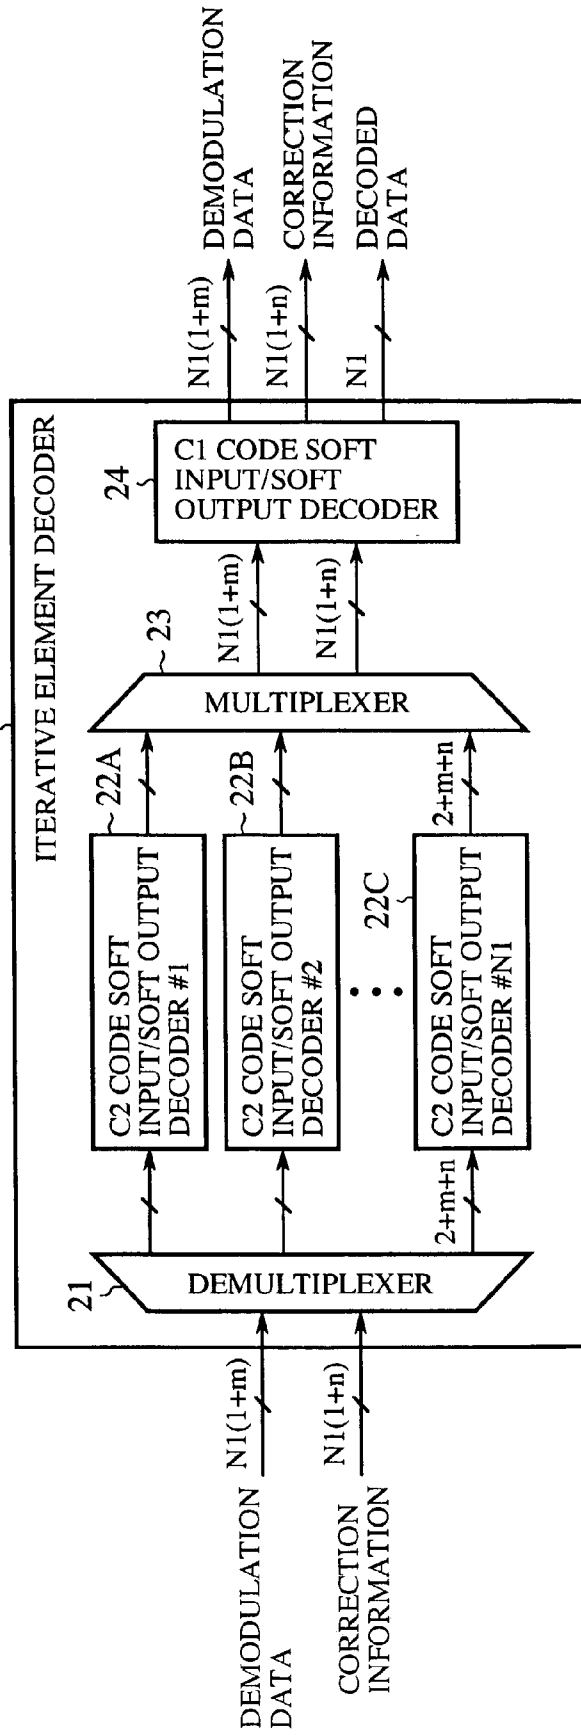 ITERATIVE ELEMENT DECODER
DEMODULATION
DATA
N1(1+m)
CORRECTION
INFORMATION
N1(1+n)
21
DEMULTIPLEXER
22A
C2 CODE SOFT
INPUT/SOFT OUTPUT
DECODER #1
22B
C2 CODE SOFT
INPUT/SOFT OUTPUT
DECODER #2
22C
2+m+n
C2 CODE SOFT
INPUT/SOFT OUTPUT
DECODER #N1
2+m+n
23
MULTIPLEXER
N1(1+m)
N1(1+n)
24
C1 CODE SOFT
INPUT/SOFT
OUTPUT DECODER
N1(1+m)
DEMODULATION
DATA
N1(1+n)
CORRECTION
INFORMATION
N1
DECODED
DATA